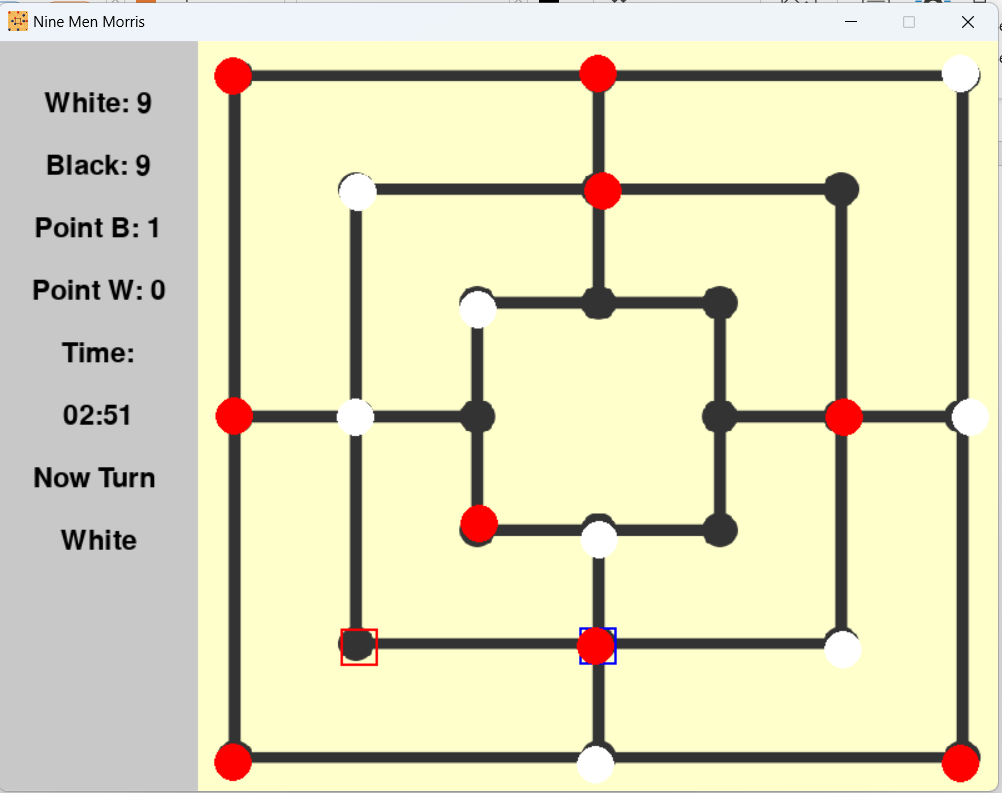 Nine Men Morris
White: 9
Black: 9
Point B: 1
Point W: 0
Time:
02:51
Now Turn
White